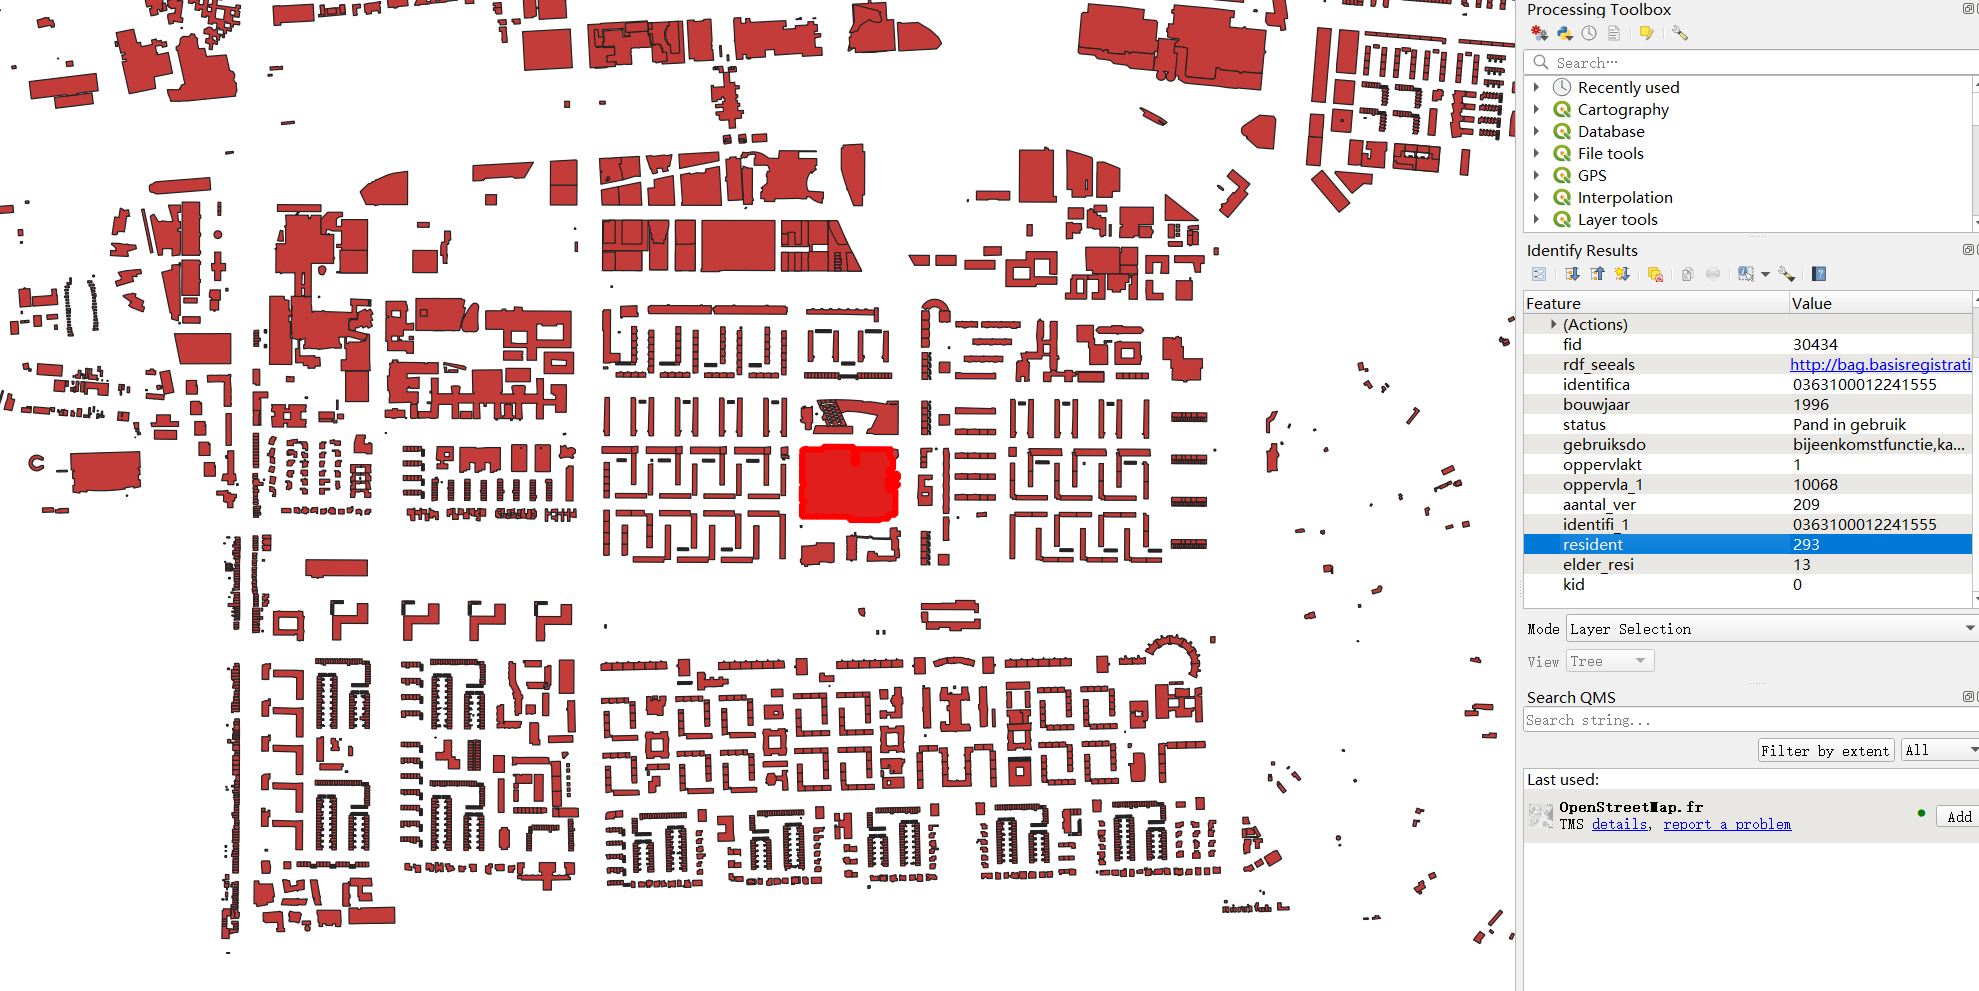 Processing Toolbox
Search…
Recently used
Cartography
Database
File tools
GPS
Interpolation
Layer tools
Identify Results
Feature Value
(Actions)
fid 30434
rdf_seeals http://bag.basisregistrati
identifica 0363100012241555
bouwjaar 1996
status Pand in gebruik
gebruiksdo bijeenkomstfunctie,ka...
oppervlakt 1
oppervla_1 10068
aantal_ver 209
identifi_1 0363100012241555
resident 293
elder_resi 13
kid 0
Mode Layer Selection
View Tree
Search QMS
Search string...
Filter by extent All
Last used:
OpenStreetMap.fr
TMS details, report a problem
Add